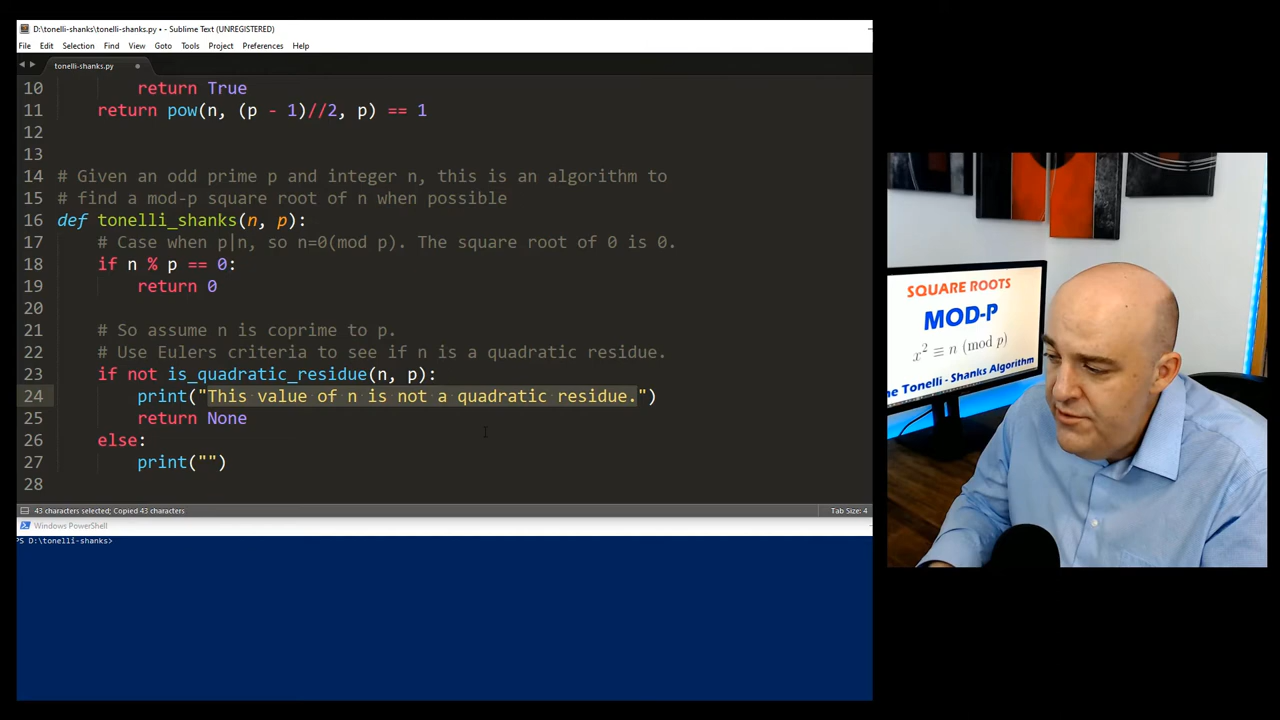 D:\tonelli-shanks\tonelli-shanks.py • - Sublime Text (UNREGISTERED)
File Edit Selection Find View Goto Tools Project Preferences Help
tonelli-shanks.py
10 return True
11 return pow(n, (p - 1)//2, p) == 1
12
13
14 # Given an odd prime p and integer n, this is an algorithm to
15 # find a mod-p square root of n when possible
16 def tonelli_shanks(n, p):
17 # Case when p|n, so n=0(mod p). The square root of 0 is 0.
18 if n % p == 0:
19 return 0
20
21 # So assume n is coprime to p.
22 # Use Eulers criteria to see if n is a quadratic residue.
23 if not is_quadratic_residue(n, p):
24 print("This value of n is not a quadratic residue.")
25 return None
26 else:
27 print("")
28
43 characters selected; Copied 43 characters Tab Size: 4
Windows PowerShell
PS D:\tonelli-shanks>
SQUARE ROOTS
MOD-P
x² ≡ n (mod p)
he Tonelli - Shanks Algorithm